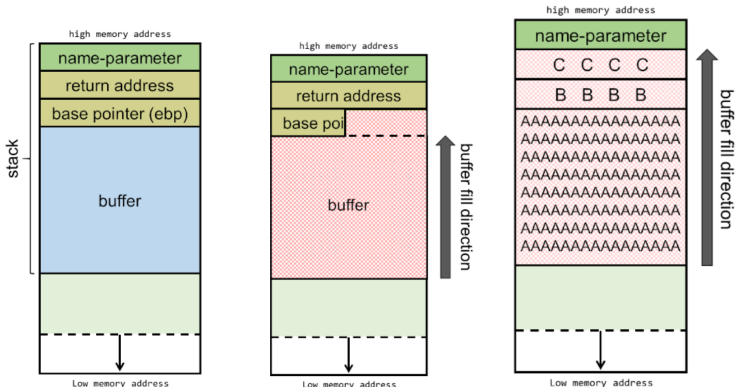 high memory address
name-parameter
return address
base pointer (ebp)
stack
buffer
Low memory address
high memory address
name-parameter
return address
base poi
buffer
buffer fill direction
Low memory address
high memory address
name-parameter
C C C C
B B B B
AAAAAAAAAAAAAAAA
AAAAAAAAAAAAAAAA
AAAAAAAAAAAAAAAA
AAAAAAAAAAAAAAAA
AAAAAAAAAAAAAAAA
AAAAAAAAAAAAAAAA
AAAAAAAAAAAAAAAA
AAAAAAAAAAAAAAAA
buffer fill direction
Low memory address